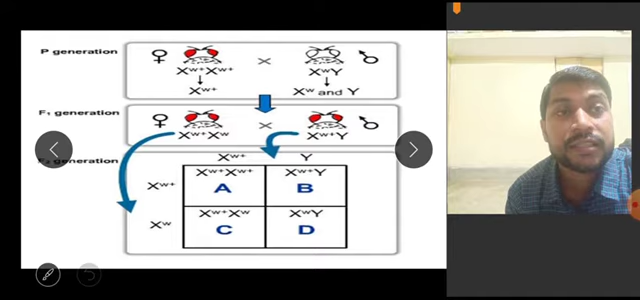 P generation
♀ × ♂
Xw+Xw+ XwY
Xw+ Xw and Y
F₁ generation
♀ × ♂
Xw+Xw Xw+Y
generation
Xw+ Y
Xw+ Xw+Xw+ Xw+Y
A B
Xw Xw+Xw XwY
C D